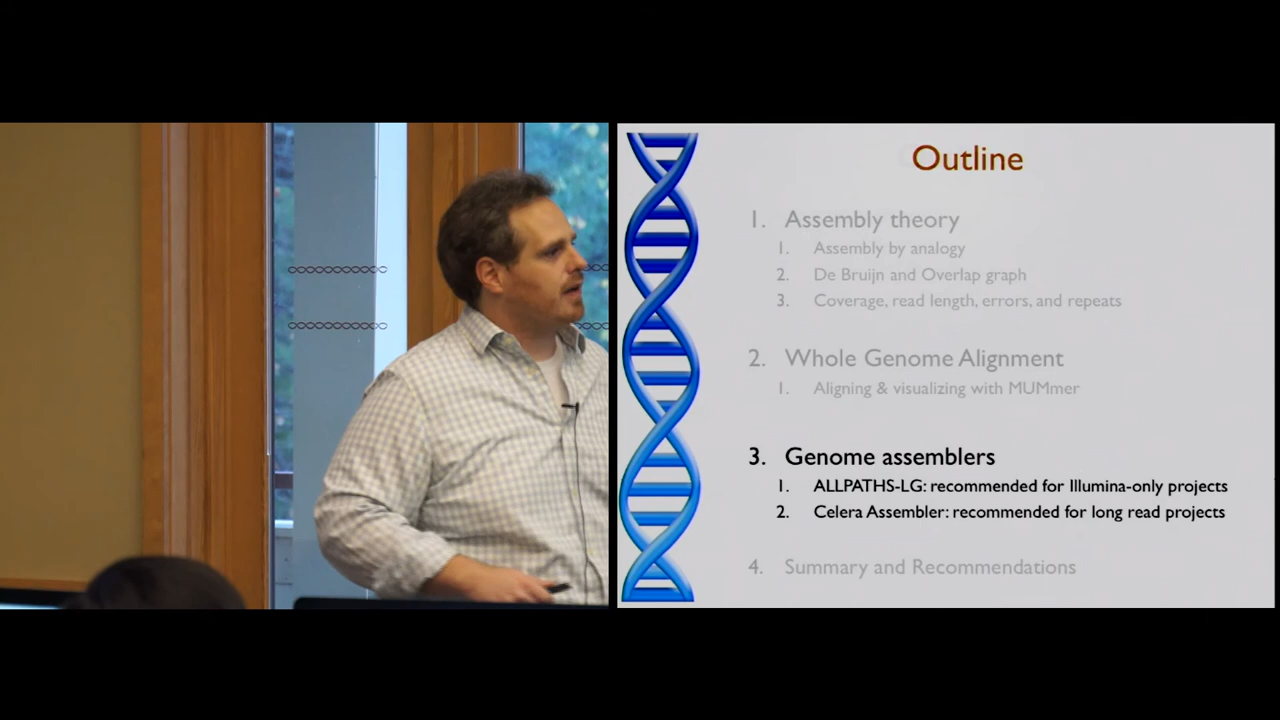 Outline
1. Assembly theory
1. Assembly by analogy
2. De Bruijn and Overlap graph
3. Coverage, read length, errors, and repeats
2. Whole Genome Alignment
1. Aligning & visualizing with MUMmer
3. Genome assemblers
1. ALLPATHS-LG: recommended for Illumina-only projects
2. Celera Assembler: recommended for long read projects
4. Summary and Recommendations